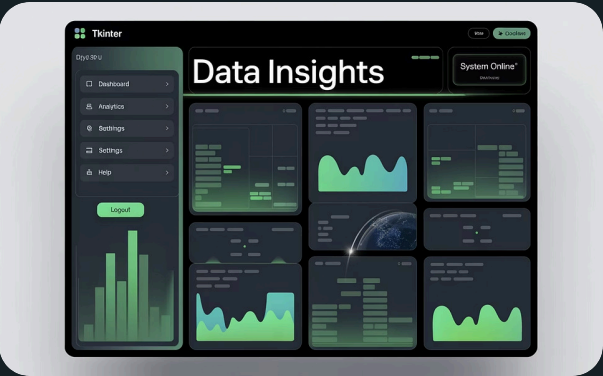 Tkinter
Data Insights
System Online
Dashboard
Analytics
Settings
Settings
Help
Logout